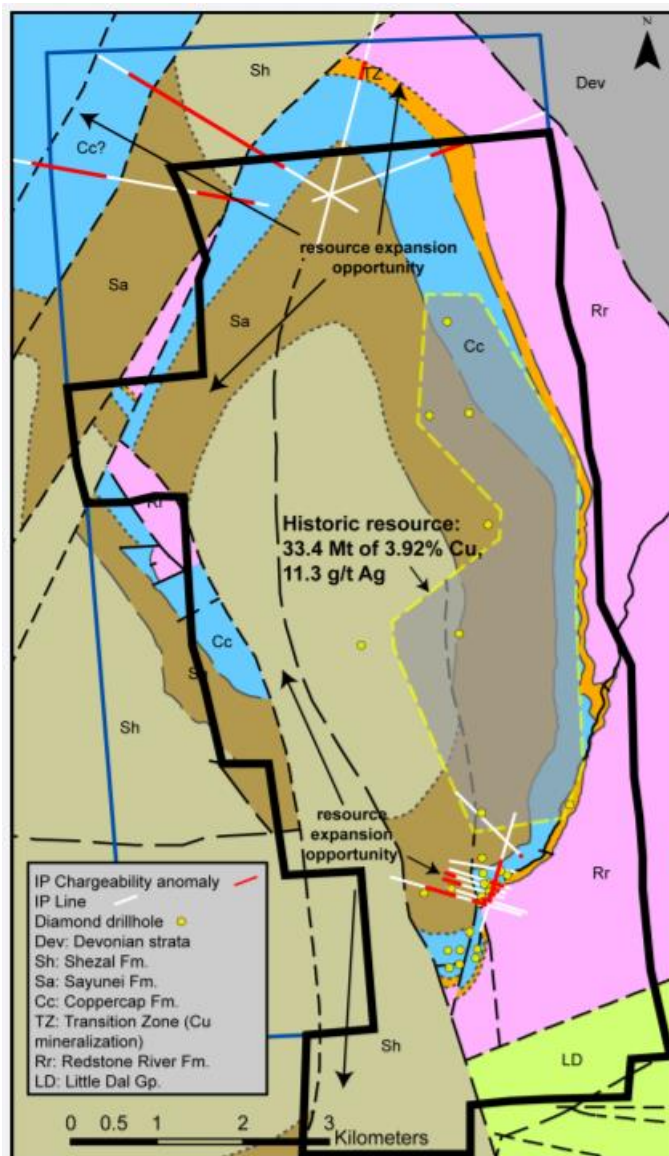 N
Sh
TZ
Dev
Cc?
resource expansion
opportunity
Sa
Sa
Rr
Cc
Rr
Historic resource:
33.4 Mt of 3.92% Cu,
11.3 g/t Ag
Cc
Sa
Sh
resource
expansion
opportunity
Rr
IP Chargeability anomaly
IP Line
Diamond drillhole
Dev: Devonian strata
Sh: Shezal Fm.
Sa: Sayunei Fm.
Cc: Coppercap Fm.
TZ: Transition Zone (Cu
mineralization)
Rr: Redstone River Fm.
LD: Little Dal Gp.
Sh
LD
0 0.5 1 2 3
Kilometers